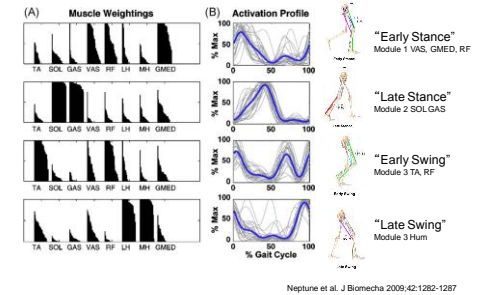 (A) Muscle Weightings
(B) Activation Profile
% Max
100
50
0
0 50 100
TA SOL GAS VAS RF LH MH GMED
"Early Stance"
Module 1 VAS, GMED, RF
% Max
100
50
0
0 50 100
TA SOL GAS VAS RF LH MH GMED
"Late Stance"
Module 2 SOLGAS
% Max
100
50
0
0 50 100
TA SOL GAS VAS RF LH MH GMED
"Early Swing"
Module 3 TA, RF
Early Swing
% Max
100
50
0
0 50 100
TA SOL GAS VAS RF LH MH GMED
% Gait Cycle
"Late Swing"
Module 3 Hum
Late Swing
Neptune et al. J Biomecha 2009;42:1282-1287